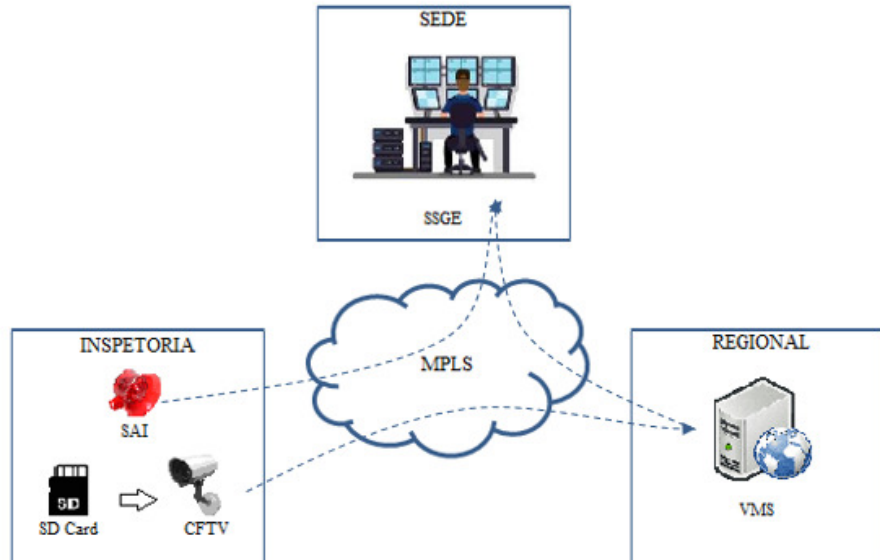 SEDE
SSGE
MPLS
INSPETORIA
SAI
SD
SD Card
CFTV
REGIONAL
VMS